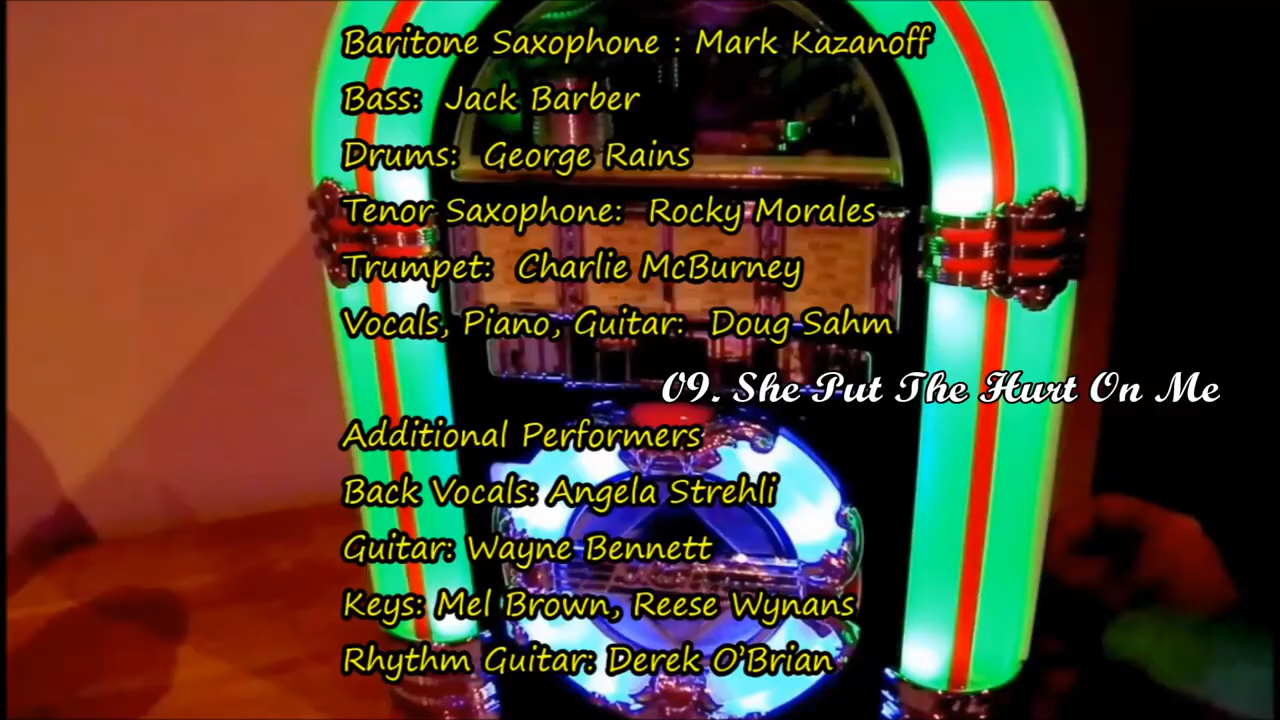 Baritone Saxophone : Mark Kazanoff
Bass: Jack Barber
Drums: George Rains
Tenor Saxophone: Rocky Morales
Trumpet: Charlie McBurney
Vocals, Piano, Guitar: Doug Sahm
09. She Put The Hurt On Me
Additional Performers
Back Vocals: Angela Strehli
Guitar: Wayne Bennett
Keys: Mel Brown, Reese Wynans
Rhythm Guitar: Derek O'Brian